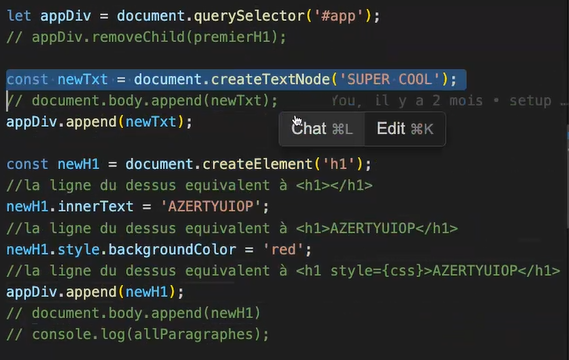 let appDiv = document.querySelector('#app');
// appDiv.removeChild(premierH1);
const newTxt = document.createTextNode('SUPER COOL');
// document.body.append(newTxt); You, il y a 2 mois • setup …
appDiv.append(newTxt);
Chat ⌘L Edit ⌘K
const newH1 = document.createElement('h1');
//la ligne du dessus equivalent à <h1></h1>
newH1.innerText = 'AZERTYUIOP';
//la ligne du dessus equivalent à <h1>AZERTYUIOP</h1>
newH1.style.backgroundColor = 'red';
//la ligne du dessus equivalent à <h1 style={css}>AZERTYUIOP</h1>
appDiv.append(newH1);
// document.body.append(newH1)
// console.log(allParagraphes);